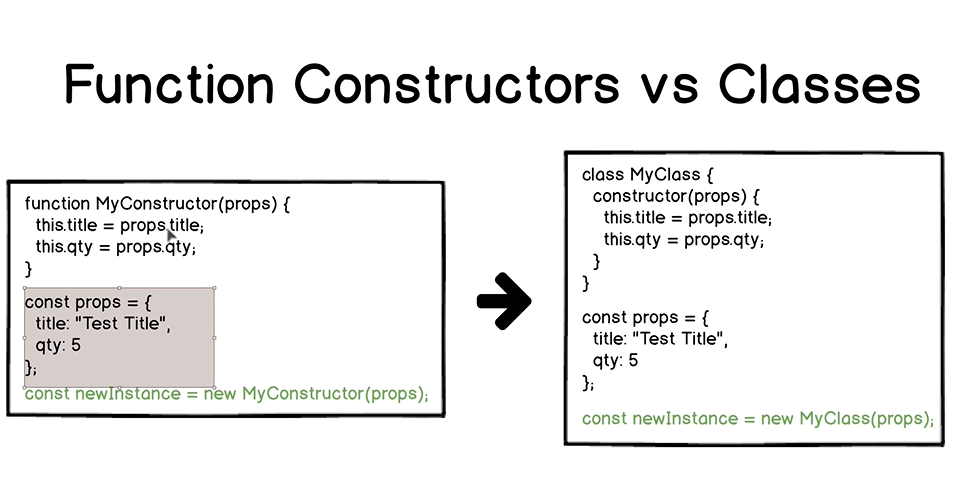 Function Constructors vs Classes
function MyConstructor(props) {
  this.title = props.title;
  this.qty = props.qty;
}
const props = {
  title: "Test Title",
  qty: 5
};
const newInstance = new MyConstructor(props);
class MyClass {
  constructor(props) {
    this.title = props.title;
    this.qty = props.qty;
  }
}
const props = {
  title: "Test Title",
  qty: 5
};
const newInstance = new MyClass(props);